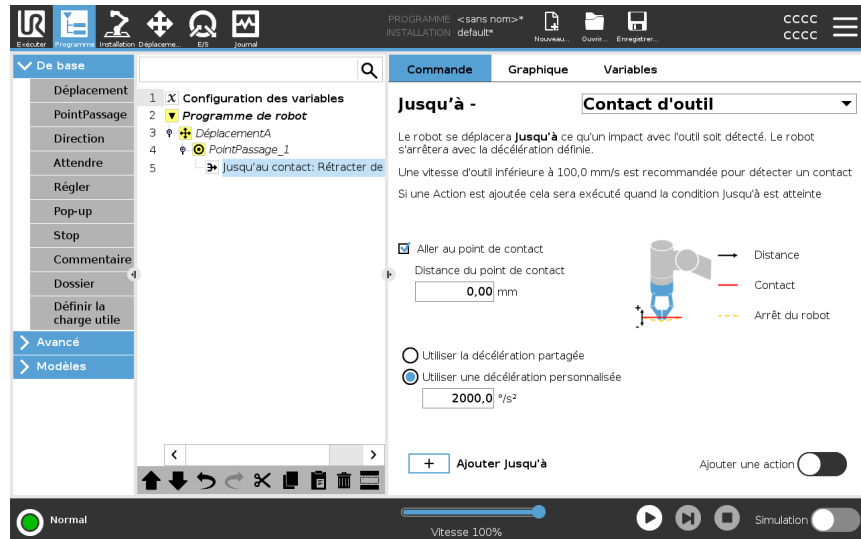 PROGRAMME <sans nom>*
INSTALLATION default*
Exécuter
Programme
Installation
Déplaceme...
E/S
Journal
Nouveau...
Ouvrir...
Enregistrer...
cccc
cccc
De base
Déplacement
PointPassage
Direction
Attendre
Régler
Pop-up
Stop
Commentaire
Dossier
Définir la
charge utile
Avancé
Modèles
1 X Configuration des variables
2 Programme de robot
3 DéplacementA
4 PointPassage_1
5 Jusqu'au contact: Rétracter de
Commande
Graphique
Variables
Jusqu'à -
Contact d'outil
Le robot se déplacera Jusqu'à ce qu'un impact avec l'outil soit détecté. Le robot
s'arrêtera avec la décélération définie.
Une vitesse d'outil inférieure à 100,0 mm/s est recommandée pour détecter un contact
Si une Action est ajoutée cela sera exécuté quand la condition Jusqu'à est atteinte
Aller au point de contact
Distance du point de contact
0,00 mm
Distance
Contact
Arrêt du robot
+
-
Utiliser la décélération partagée
Utiliser une décélération personnalisée
2000,0 °/s²
+ Ajouter Jusqu'à
Ajouter une action
Normal
Vitesse 100%
Simulation